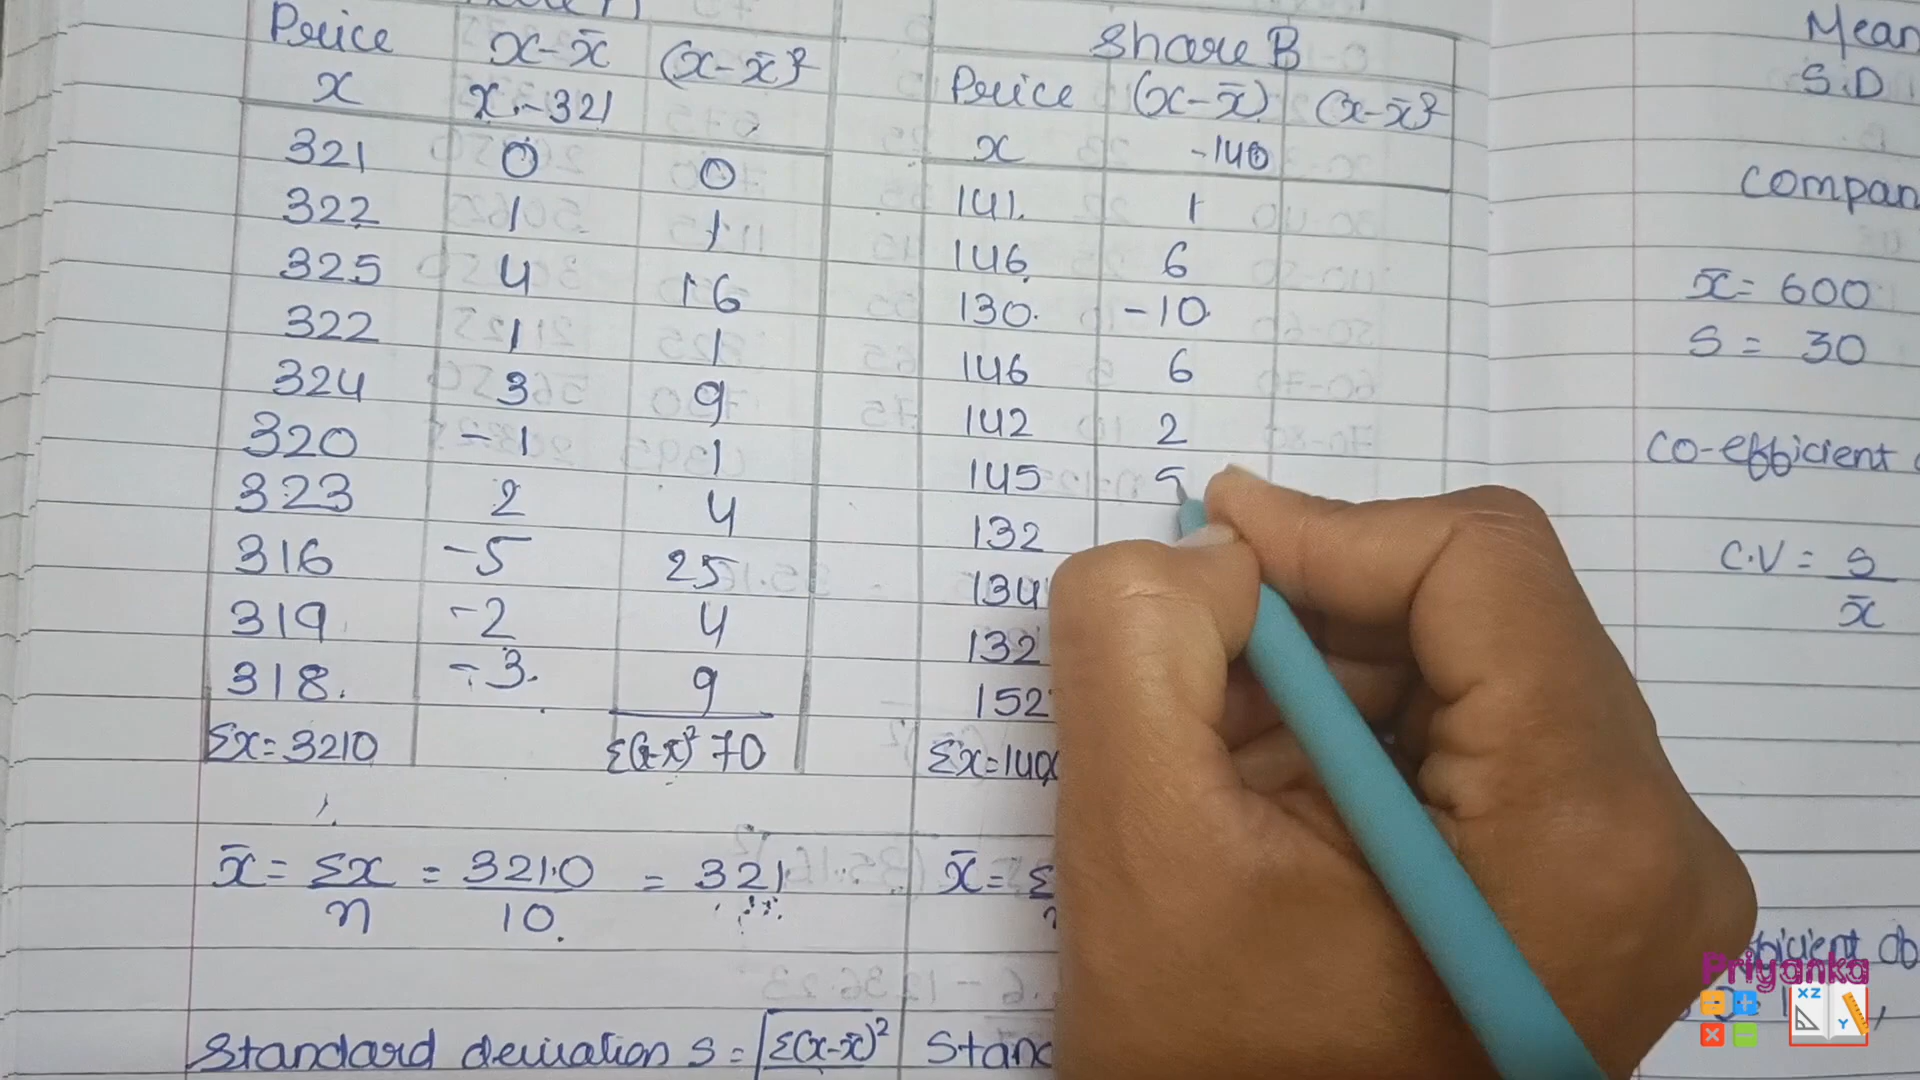 Price x-x̄ (x-x̄)²
x x-321
321 0 0
322 1 1
325 4 16
322 1 1
324 3 9
320 -1 1
323 2 4
316 -5 25
319 -2 4
318. -3. 9
Σx=3210 Σ(x-x̄)² 70
x̄ = Σx/n = 3210/10. = 321
Standard deviation s = √Σ(x-x̄)²
Share B
Price (x-x̄) (x-x̄)²
x -140
141. 1
146. 6
130. -10.
146 6
142 2
145 5
132
134
132
152
Σx=140
x̄ = Σ
Mean
S.D
x̄ = 600
S = 30
co-efficient
C.V = S/x̄
Priyanka
XZ
Y